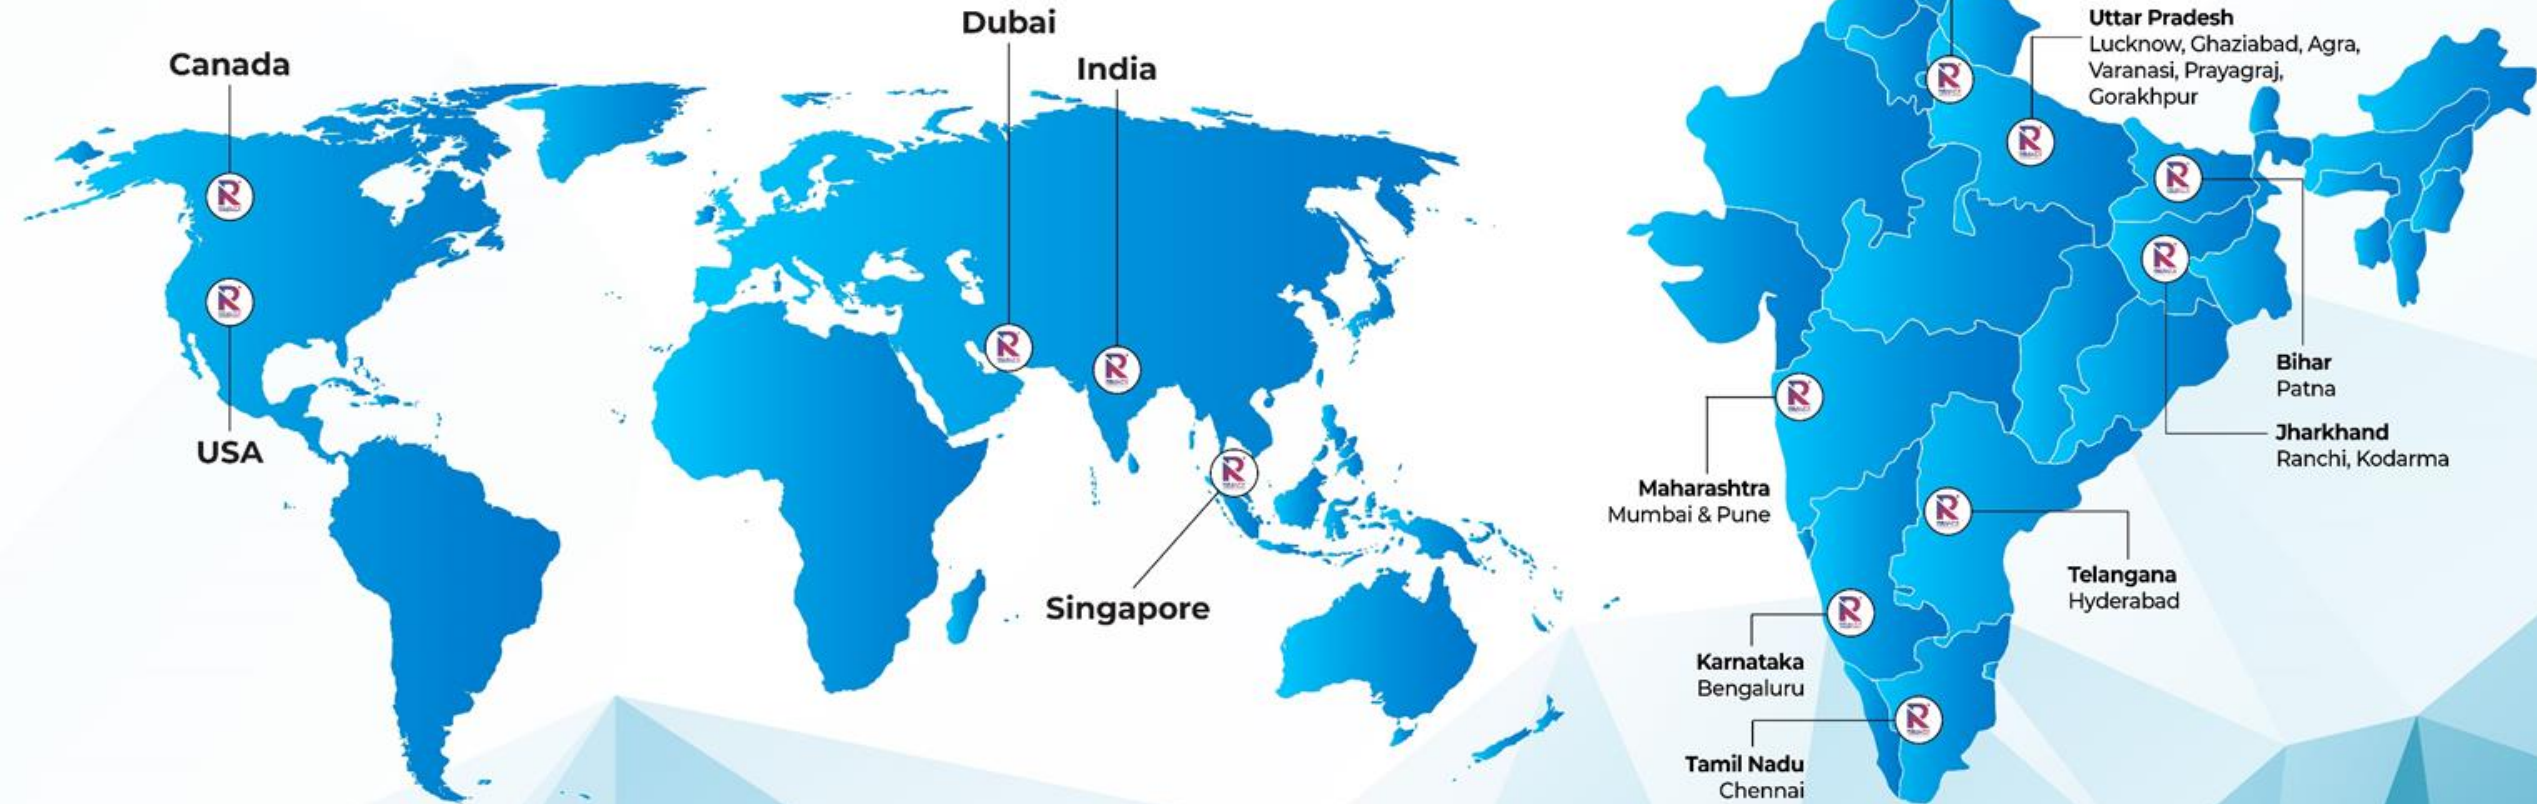 Canada
Dubai
India
USA
Singapore
Uttar Pradesh
Lucknow, Ghaziabad, Agra,
Varanasi, Prayagraj,
Gorakhpur
Bihar
Patna
Jharkhand
Ranchi, Kodarma
Maharashtra
Mumbai & Pune
Telangana
Hyderabad
Karnataka
Bengaluru
Tamil Nadu
Chennai